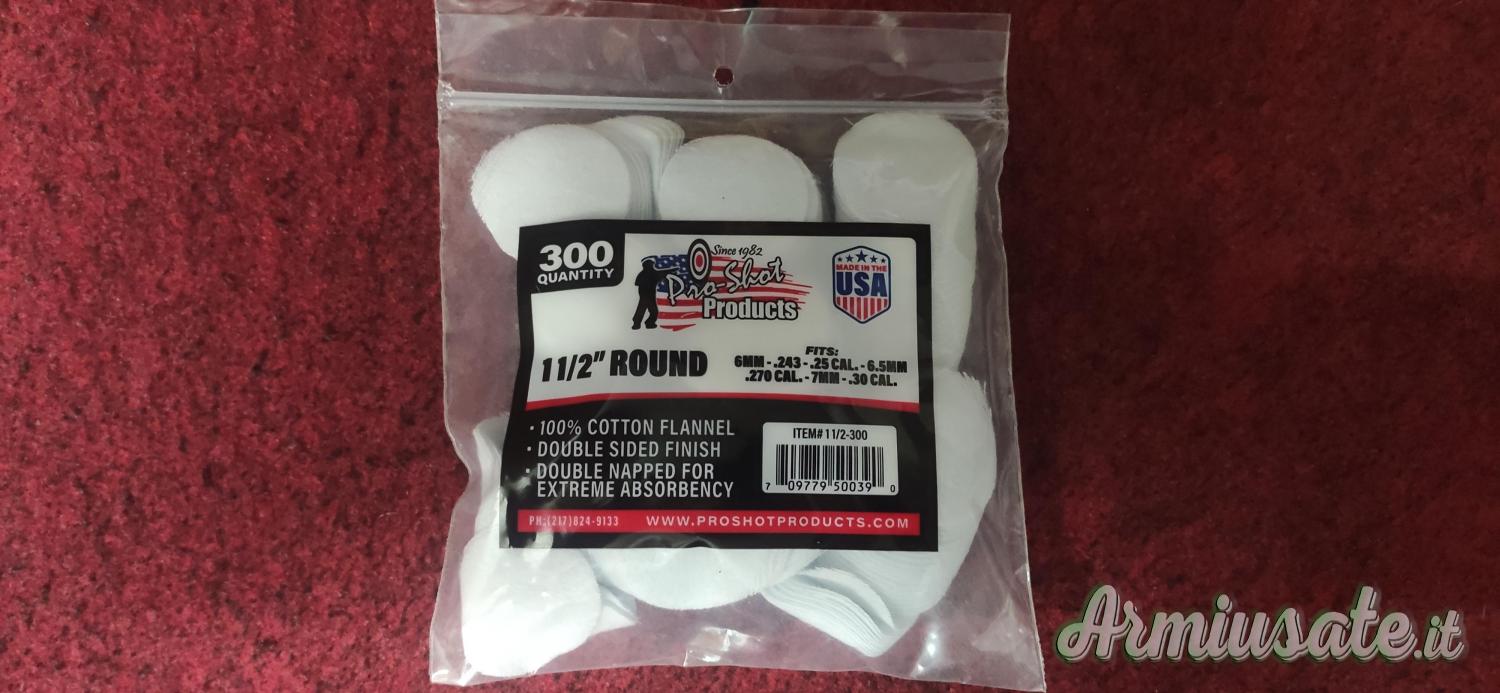 300
QUANTITY
Since 1982
Pro-Shot
Products
MADE IN THE
USA
1 1/2" ROUND
FITS:
6MM - .243 - .25 CAL. - 6.5MM
.270 CAL. - 7MM - .30 CAL.
• 100% COTTON FLANNEL
• DOUBLE SIDED FINISH
• DOUBLE NAPPED FOR
EXTREME ABSORBENCY
ITEM# 1 1/2-300
7 09779 50039 0
PH:(217)824-9133 WWW.PROSHOTPRODUCTS.COM
Armiusate.it